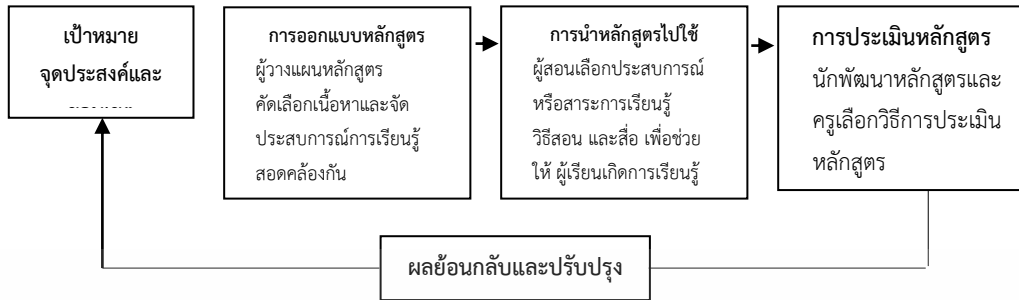 เป้าหมาย
จุดประสงค์และ
การออกแบบหลักสูตร
ผู้วางแผนหลักสูตร
คัดเลือกเนื้อหาและจัด
ประสบการณ์การเรียนรู้
สอดคล้องกัน
การนำหลักสูตรไปใช้
ผู้สอนเลือกประสบการณ์
หรือสาระการเรียนรู้
วิธีสอน และสื่อ เพื่อช่วย
ให้ ผู้เรียนเกิดการเรียนรู้
การประเมินหลักสูตร
นักพัฒนาหลักสูตรและ
ครูเลือกวิธีการประเมิน
หลักสูตร
ผลย้อนกลับและปรับปรุง